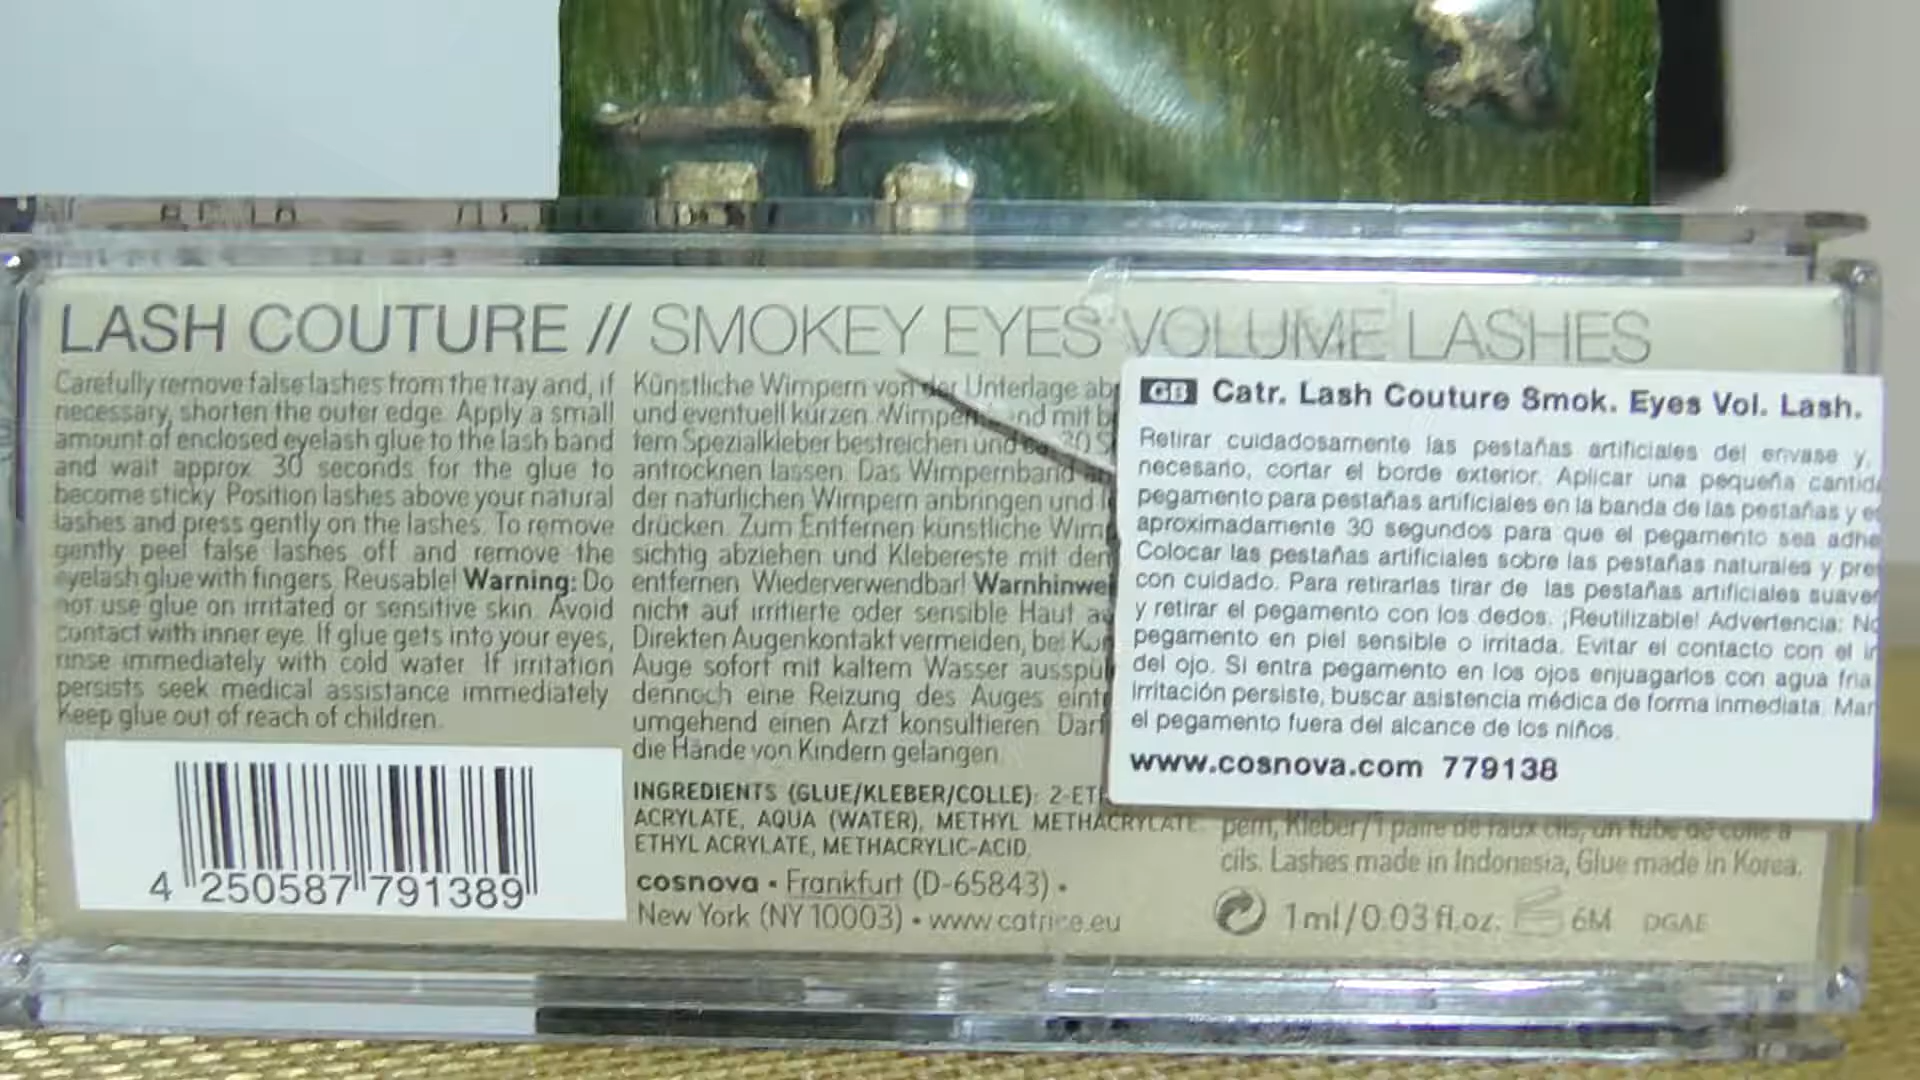 LASH COUTURE // SMOKEY EYES VOLUME LASHES
Carefully remove false lashes from the tray and, if
necessary, shorten the outer edge. Apply a small
amount of enclosed eyelash glue to the lash band
and wait approx. 30 seconds for the glue to
become sticky. Position lashes above your natural
lashes and press gently on the lashes. To remove
gently peel false lashes off and remove the
eyelash glue with fingers. Reusable! Warning: Do
not use glue on irritated or sensitive skin. Avoid
contact with inner eye. If glue gets into your eyes,
rinse immediately with cold water. If irritation
persists seek medical assistance immediately
Keep glue out of reach of children.
4 250587 791389
Künstliche Wimpern von der Unterlage
und eventuell kürzen. mit
Spezialkleber bestreichen und ca. 30
antrocknen lassen. Das Wimpernband
der natürlichen Wimpern anbringen und
drücken. Zum Entfernen künstliche
sichtig abziehen und Klebereste mit den
entfernen. Wiederverwendbar! Warnhinwei
nicht auf irritierte oder sensible Haut
Direkten Augenkontakt vermeiden, bei
Auge sofort mit kaltem Wasser ausspül
dennoch eine Reizung des Auges eint
umgehend einen Arzt konsultieren. Darf
die Hände von Kindern gelangen.
INGREDIENTS (GLUE/KLEBER/COLLE): 2-ET
ACRYLATE, AQUA (WATER), METHYL METHACRYLATE,
ETHYL ACRYLATE, METHACRYLIC-ACID.
cosnova • Frankfurt (D-65843) •
New York (NY 10003) • www.catrice.eu
GB Catr. Lash Couture Smok. Eyes Vol. Lash.
Retirar cuidadosamente las pestañas artificiales del envase y,
necesario, cortar el borde exterior. Aplicar una pequeña cantid
pegamento para pestañas artificiales en la banda de las pestañas y
aproximadamente 30 segundos para que el pegamento sea adhe
Colocar las pestañas artificiales sobre las pestañas naturales y pre
con cuidado. Para retirarlas tirar de las pestañas artificiales suave
y retirar el pegamento con los dedos. ¡Reutilizable! Advertencia: No
pegamento en piel sensible o irritada. Evitar el contacto con el
del ojo. Si entra pegamento en los ojos enjuagarlos con agua fría.
irritación persiste, buscar asistencia médica de forma inmediata. Man
el pegamento fuera del alcance de los niños.
www.cosnova.com 779138
pern, Kleber/1 paire de faux cils, un tube de colle à
cils. Lashes made in Indonesia, Glue made in Korea.
1 ml / 0.03 fl.oz. 6M DGAE